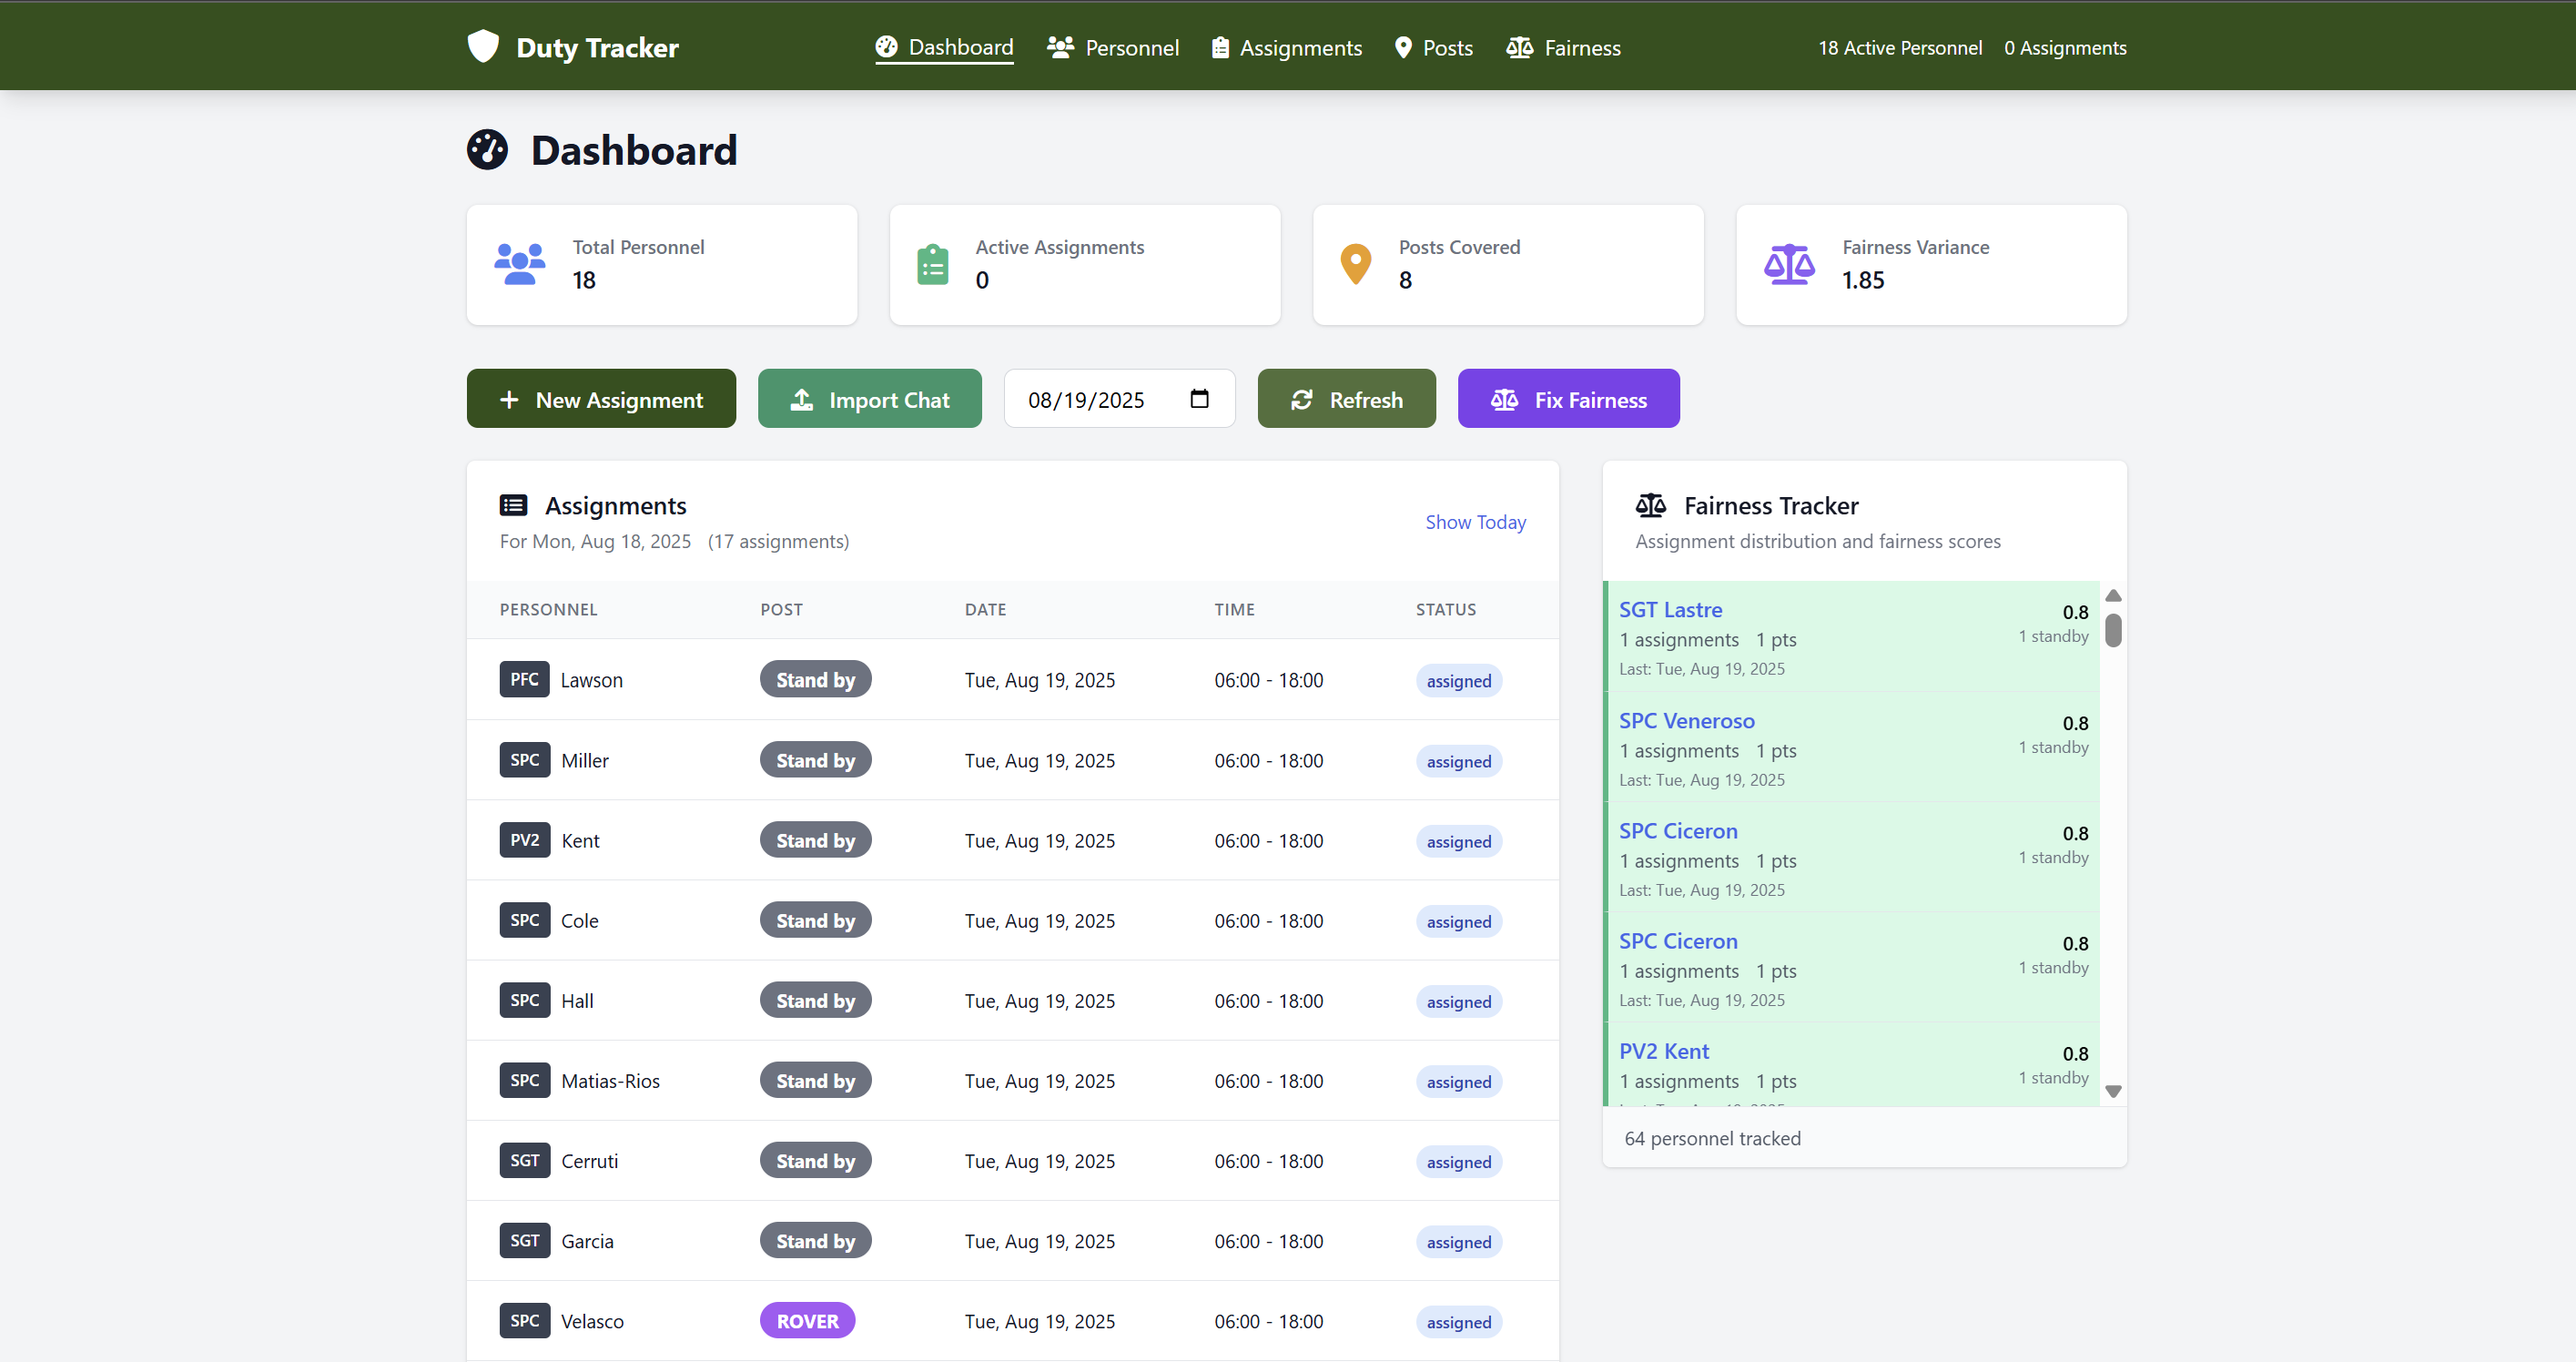 Duty Tracker
Dashboard Personnel Assignments Posts Fairness
18 Active Personnel 0 Assignments
Dashboard
Total Personnel
18
Active Assignments
0
Posts Covered
8
Fairness Variance
1.85
New Assignment Import Chat 08/19/2025 Refresh Fix Fairness
Assignments
For Mon, Aug 18, 2025 (17 assignments)
Show Today
PERSONNEL POST DATE TIME STATUS
PFC Lawson Stand by Tue, Aug 19, 2025 06:00 - 18:00 assigned
SPC Miller Stand by Tue, Aug 19, 2025 06:00 - 18:00 assigned
PV2 Kent Stand by Tue, Aug 19, 2025 06:00 - 18:00 assigned
SPC Cole Stand by Tue, Aug 19, 2025 06:00 - 18:00 assigned
SPC Hall Stand by Tue, Aug 19, 2025 06:00 - 18:00 assigned
SPC Matias-Rios Stand by Tue, Aug 19, 2025 06:00 - 18:00 assigned
SGT Cerruti Stand by Tue, Aug 19, 2025 06:00 - 18:00 assigned
SGT Garcia Stand by Tue, Aug 19, 2025 06:00 - 18:00 assigned
SPC Velasco ROVER Tue, Aug 19, 2025 06:00 - 18:00 assigned
Fairness Tracker
Assignment distribution and fairness scores
SGT Lastre 0.8
1 assignments 1 pts 1 standby
Last: Tue, Aug 19, 2025
SPC Veneroso 0.8
1 assignments 1 pts 1 standby
Last: Tue, Aug 19, 2025
SPC Ciceron 0.8
1 assignments 1 pts 1 standby
Last: Tue, Aug 19, 2025
SPC Ciceron 0.8
1 assignments 1 pts 1 standby
Last: Tue, Aug 19, 2025
PV2 Kent 0.8
1 assignments 1 pts 1 standby
64 personnel tracked